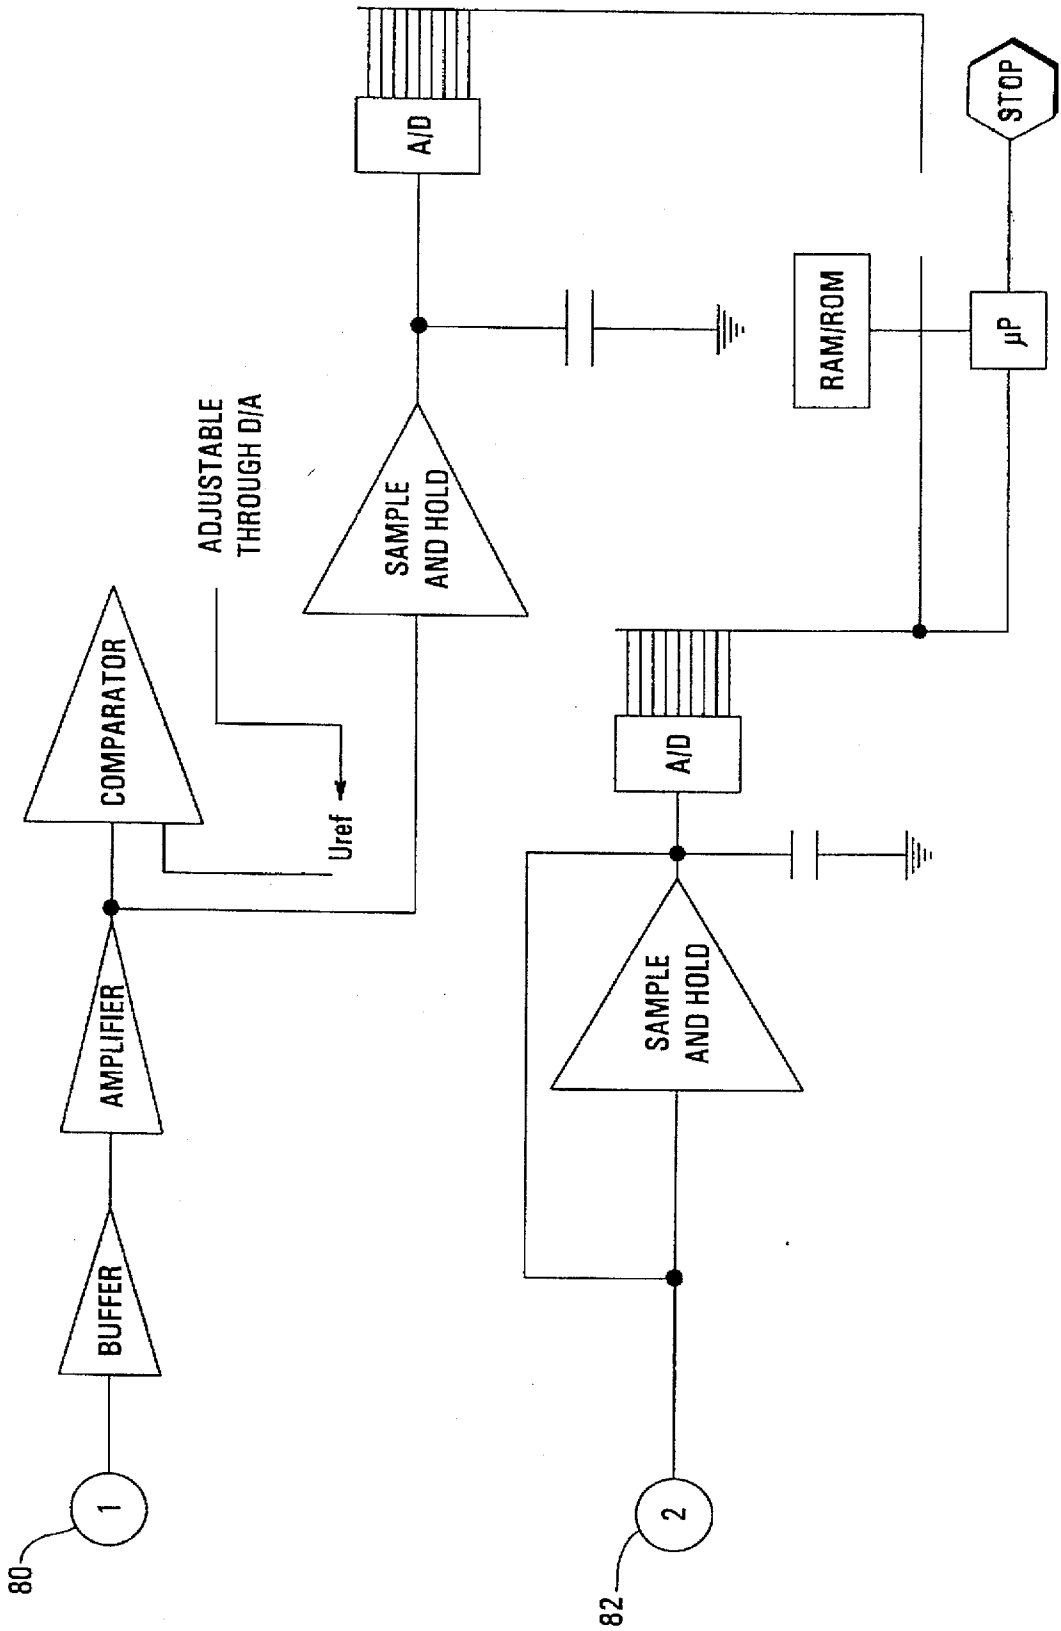 80
1
BUFFER
AMPLIFIER
COMPARATOR
Uref
ADJUSTABLE
THROUGH D/A
SAMPLE
AND HOLD
A/D
82
2
SAMPLE
AND HOLD
A/D
RAM/ROM
µP
STOP